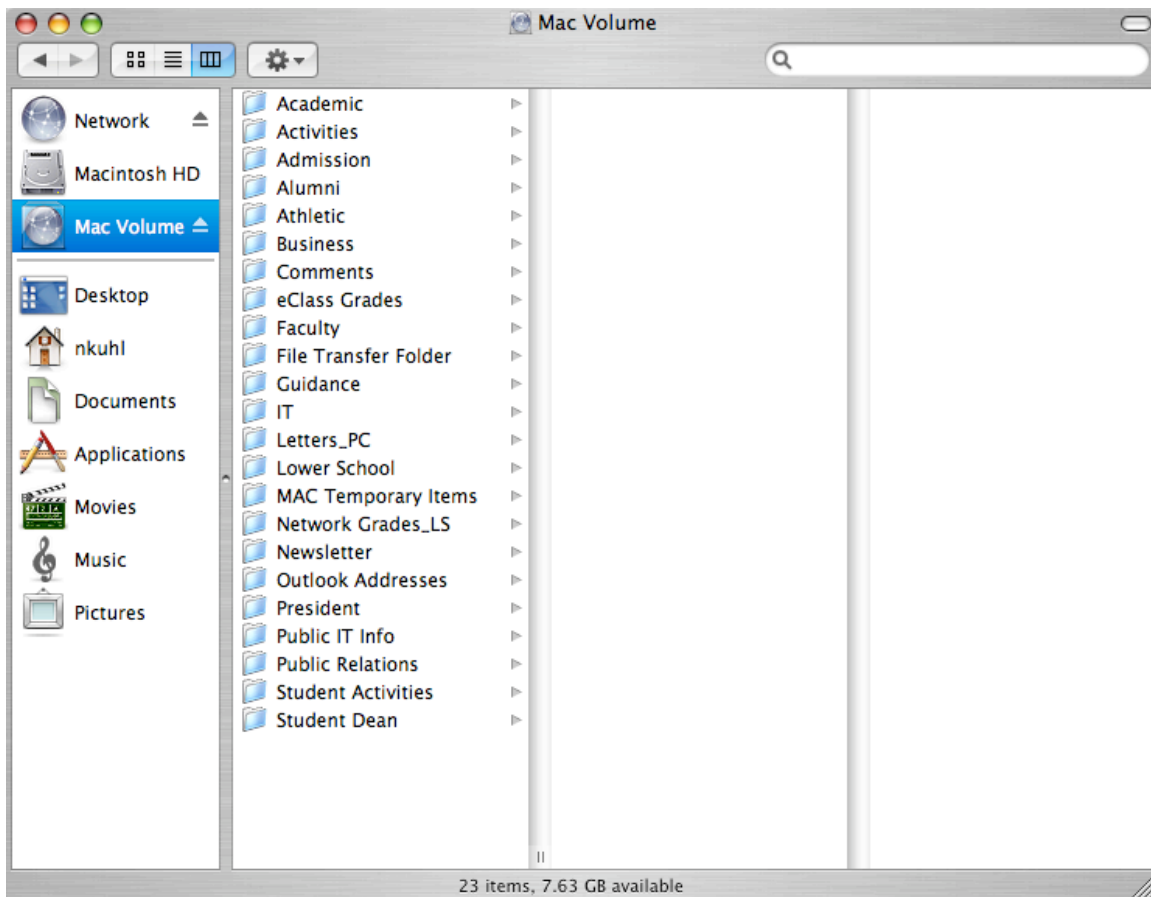 Mac Volume
Network
Macintosh HD
Mac Volume
Desktop
nkuhl
Documents
Applications
Movies
Music
Pictures
Academic
Activities
Admission
Alumni
Athletic
Business
Comments
eClass Grades
Faculty
File Transfer Folder
Guidance
IT
Letters_PC
Lower School
MAC Temporary Items
Network Grades_LS
Newsletter
Outlook Addresses
President
Public IT Info
Public Relations
Student Activities
Student Dean
23 items, 7.63 GB available